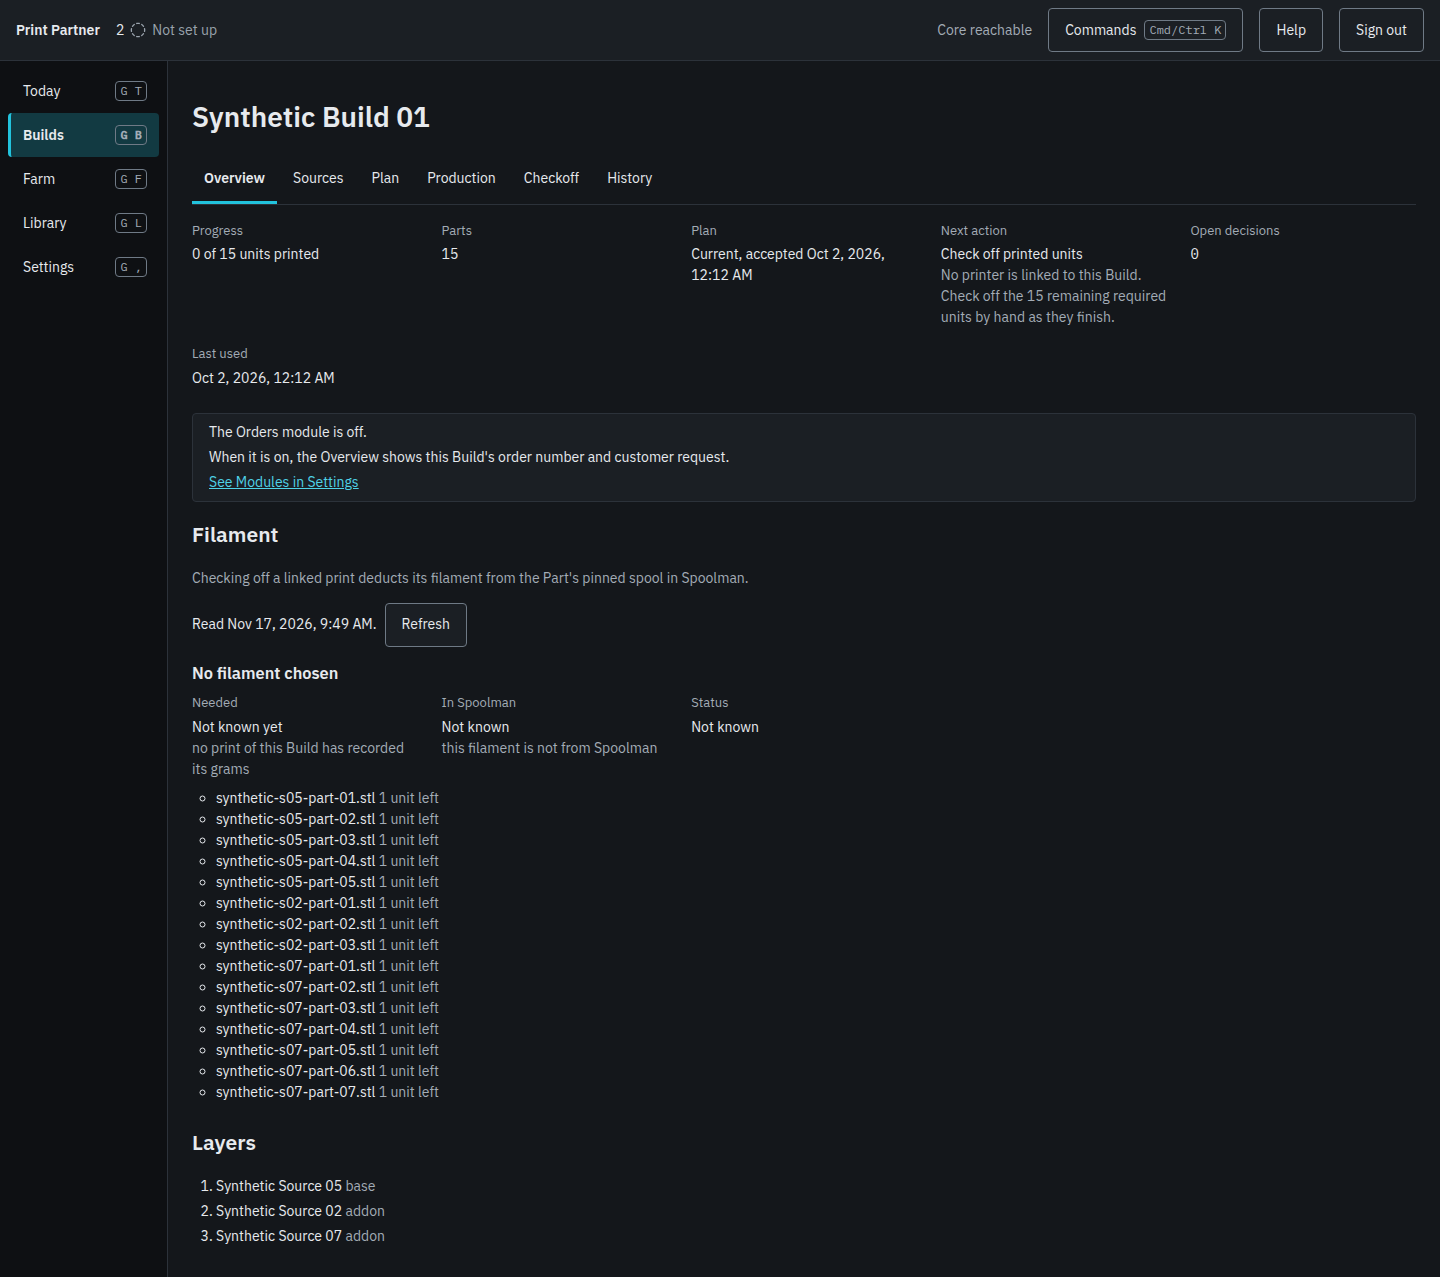 Print Partner 2 Not set up Core reachable Commands Cmd/Ctrl K Help Sign out
Today G T
Builds G B
Farm G F
Library G L
Settings G ,
Synthetic Build 01
Overview Sources Plan Production Checkoff History
Progress
0 of 15 units printed
Parts
15
Plan
Current, accepted Oct 2, 2026,
12:12 AM
Next action
Check off printed units
No printer is linked to this Build.
Check off the 15 remaining required
units by hand as they finish.
Open decisions
0
Last used
Oct 2, 2026, 12:12 AM
The Orders module is off.
When it is on, the Overview shows this Build's order number and customer request.
See Modules in Settings
Filament
Checking off a linked print deducts its filament from the Part's pinned spool in Spoolman.
Read Nov 17, 2026, 9:49 AM. Refresh
No filament chosen
Needed
Not known yet
no print of this Build has recorded
its grams
In Spoolman
Not known
this filament is not from Spoolman
Status
Not known
synthetic-s05-part-01.stl 1 unit left
synthetic-s05-part-02.stl 1 unit left
synthetic-s05-part-03.stl 1 unit left
synthetic-s05-part-04.stl 1 unit left
synthetic-s05-part-05.stl 1 unit left
synthetic-s02-part-01.stl 1 unit left
synthetic-s02-part-02.stl 1 unit left
synthetic-s02-part-03.stl 1 unit left
synthetic-s07-part-01.stl 1 unit left
synthetic-s07-part-02.stl 1 unit left
synthetic-s07-part-03.stl 1 unit left
synthetic-s07-part-04.stl 1 unit left
synthetic-s07-part-05.stl 1 unit left
synthetic-s07-part-06.stl 1 unit left
synthetic-s07-part-07.stl 1 unit left
Layers
1. Synthetic Source 05 base
2. Synthetic Source 02 addon
3. Synthetic Source 07 addon